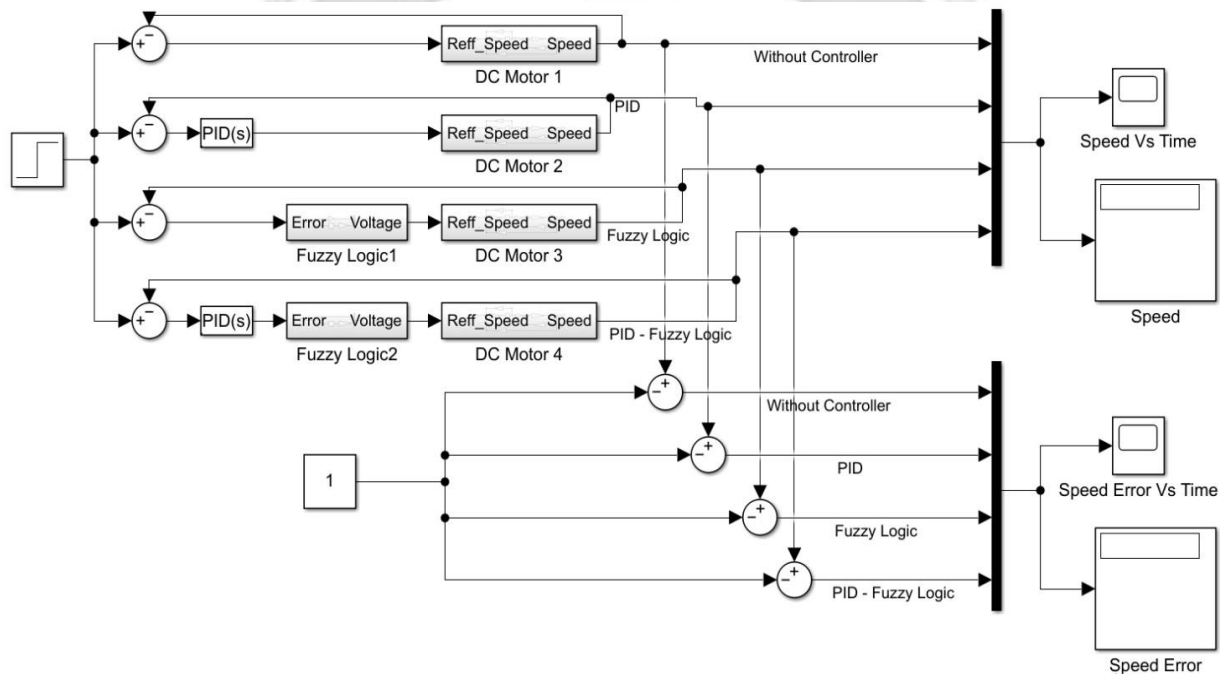 Reff_Speed Speed
DC Motor 1
Without Controller
PID
PID(s)
Reff_Speed Speed
DC Motor 2
Speed Vs Time
Error Voltage
Fuzzy Logic1
Reff_Speed Speed
DC Motor 3
Fuzzy Logic
PID(s)
Error Voltage
Fuzzy Logic2
Reff_Speed Speed
DC Motor 4
PID - Fuzzy Logic
Speed
Without Controller
1
PID
Speed Error Vs Time
Fuzzy Logic
PID - Fuzzy Logic
Speed Error